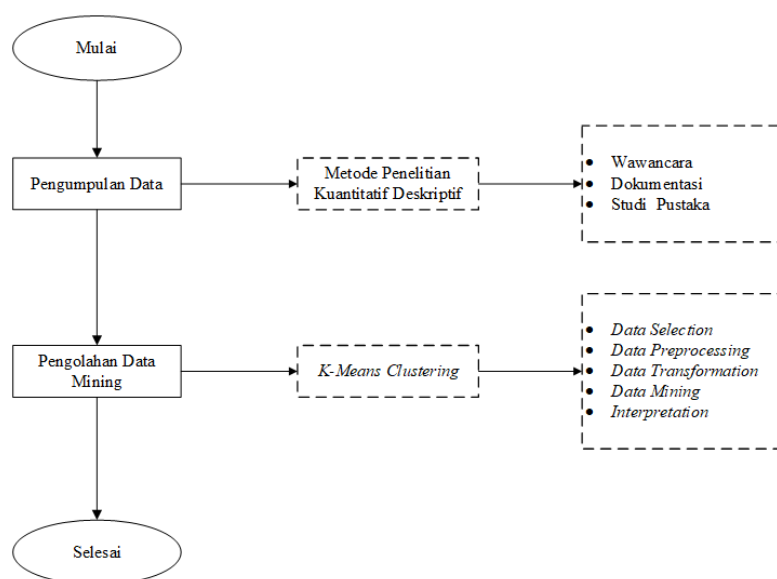 Mulai
Pengumpulan Data
Metode Penelitian
Kuantitatif Deskriptif
• Wawancara
• Dokumentasi
• Studi Pustaka
Pengolahan Data
Mining
K-Means Clustering
• Data Selection
• Data Preprocessing
• Data Transformation
• Data Mining
• Interpretation
Selesai